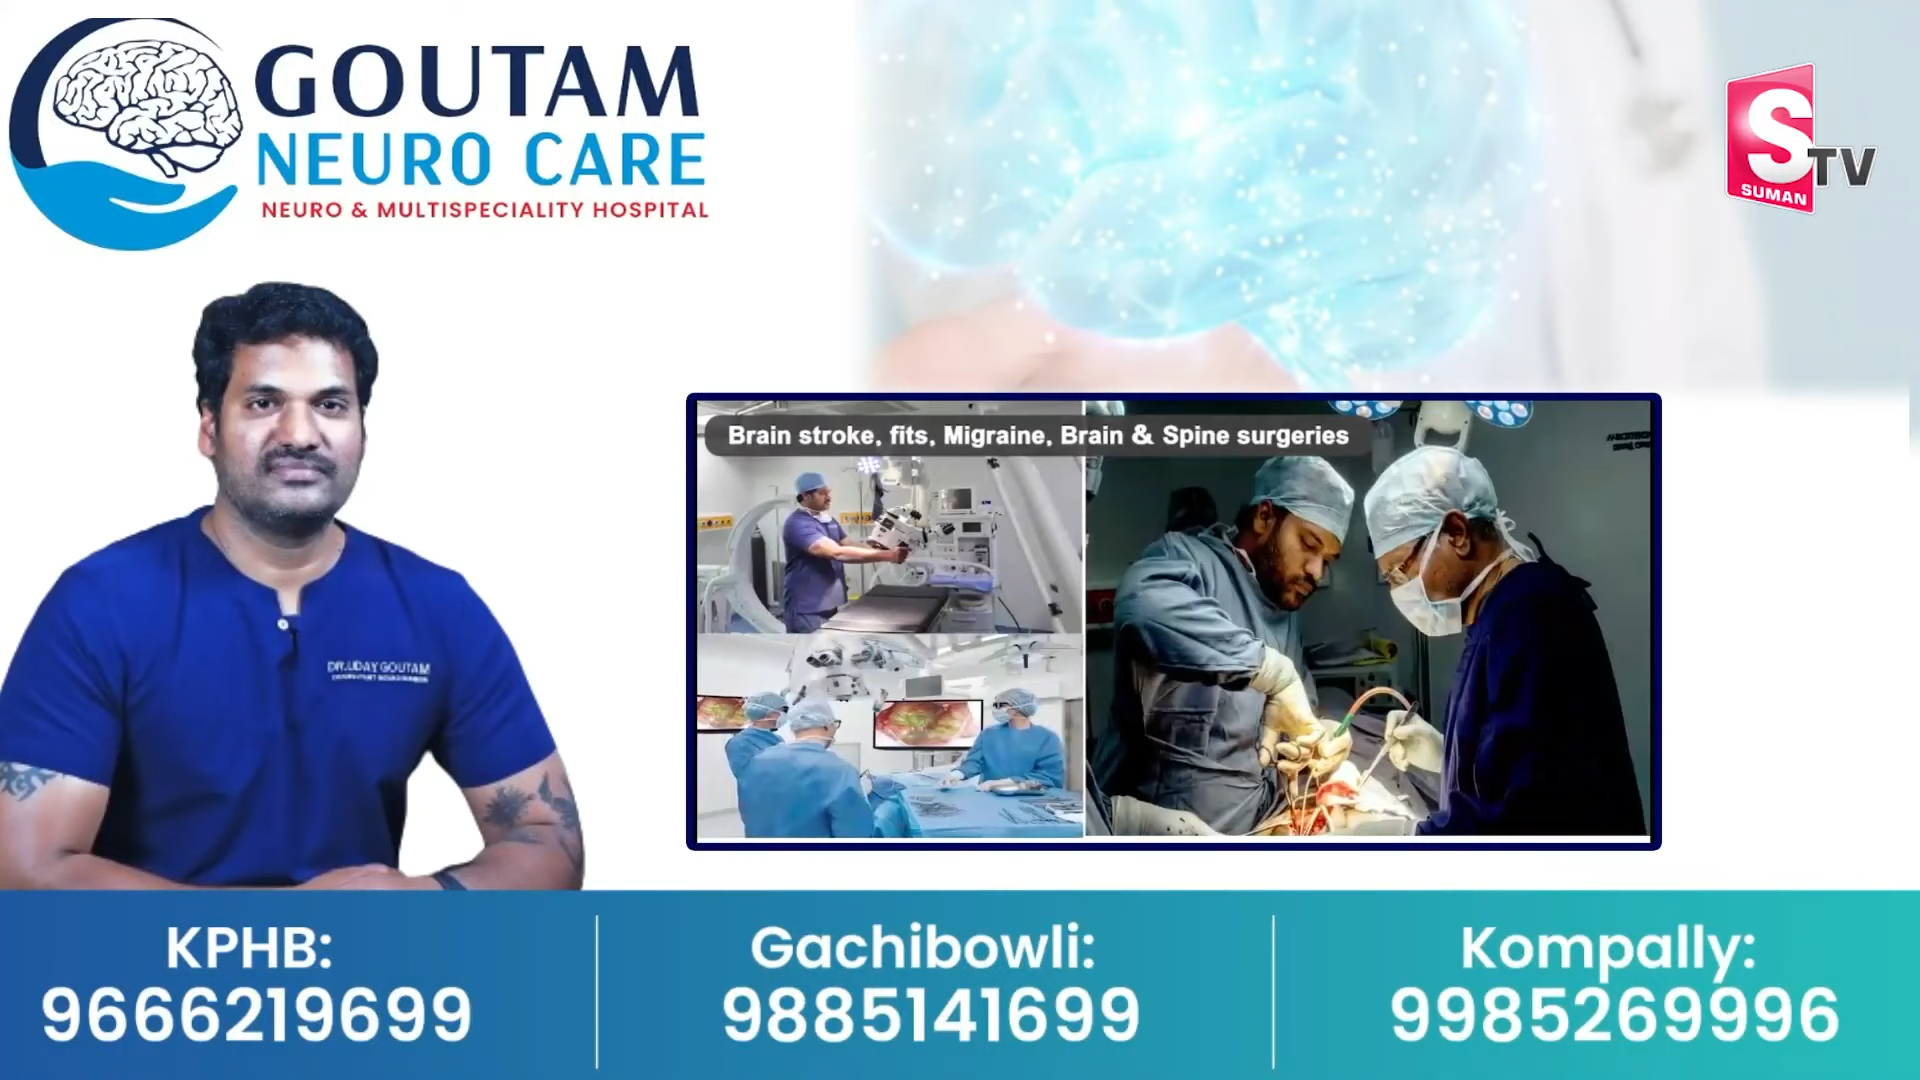 GOUTAM
NEURO CARE
NEURO & MULTISPECIALITY HOSPITAL
S
TV
SUMAN
Brain stroke, fits, Migraine, Brain & Spine surgeries
DR.UDAY GOUTAM
KPHB:
9666219699
Gachibowli:
9885141699
Kompally:
9985269996